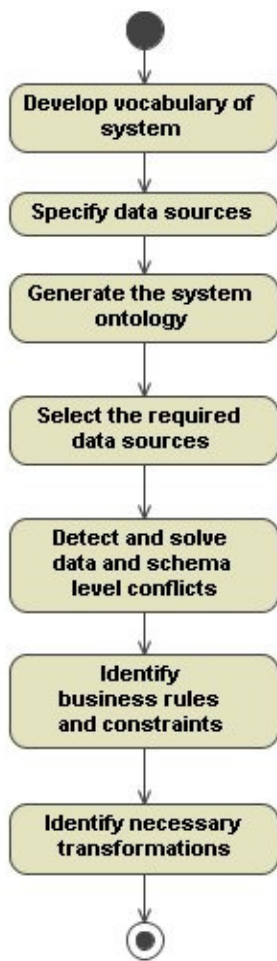 Develop vocabulary of
system
Specify data sources
Generate the system
ontology
Select the required
data sources
Detect and solve
data and schema
level conflicts
Identify
business rules
and constraints
Identify necessary
transformations